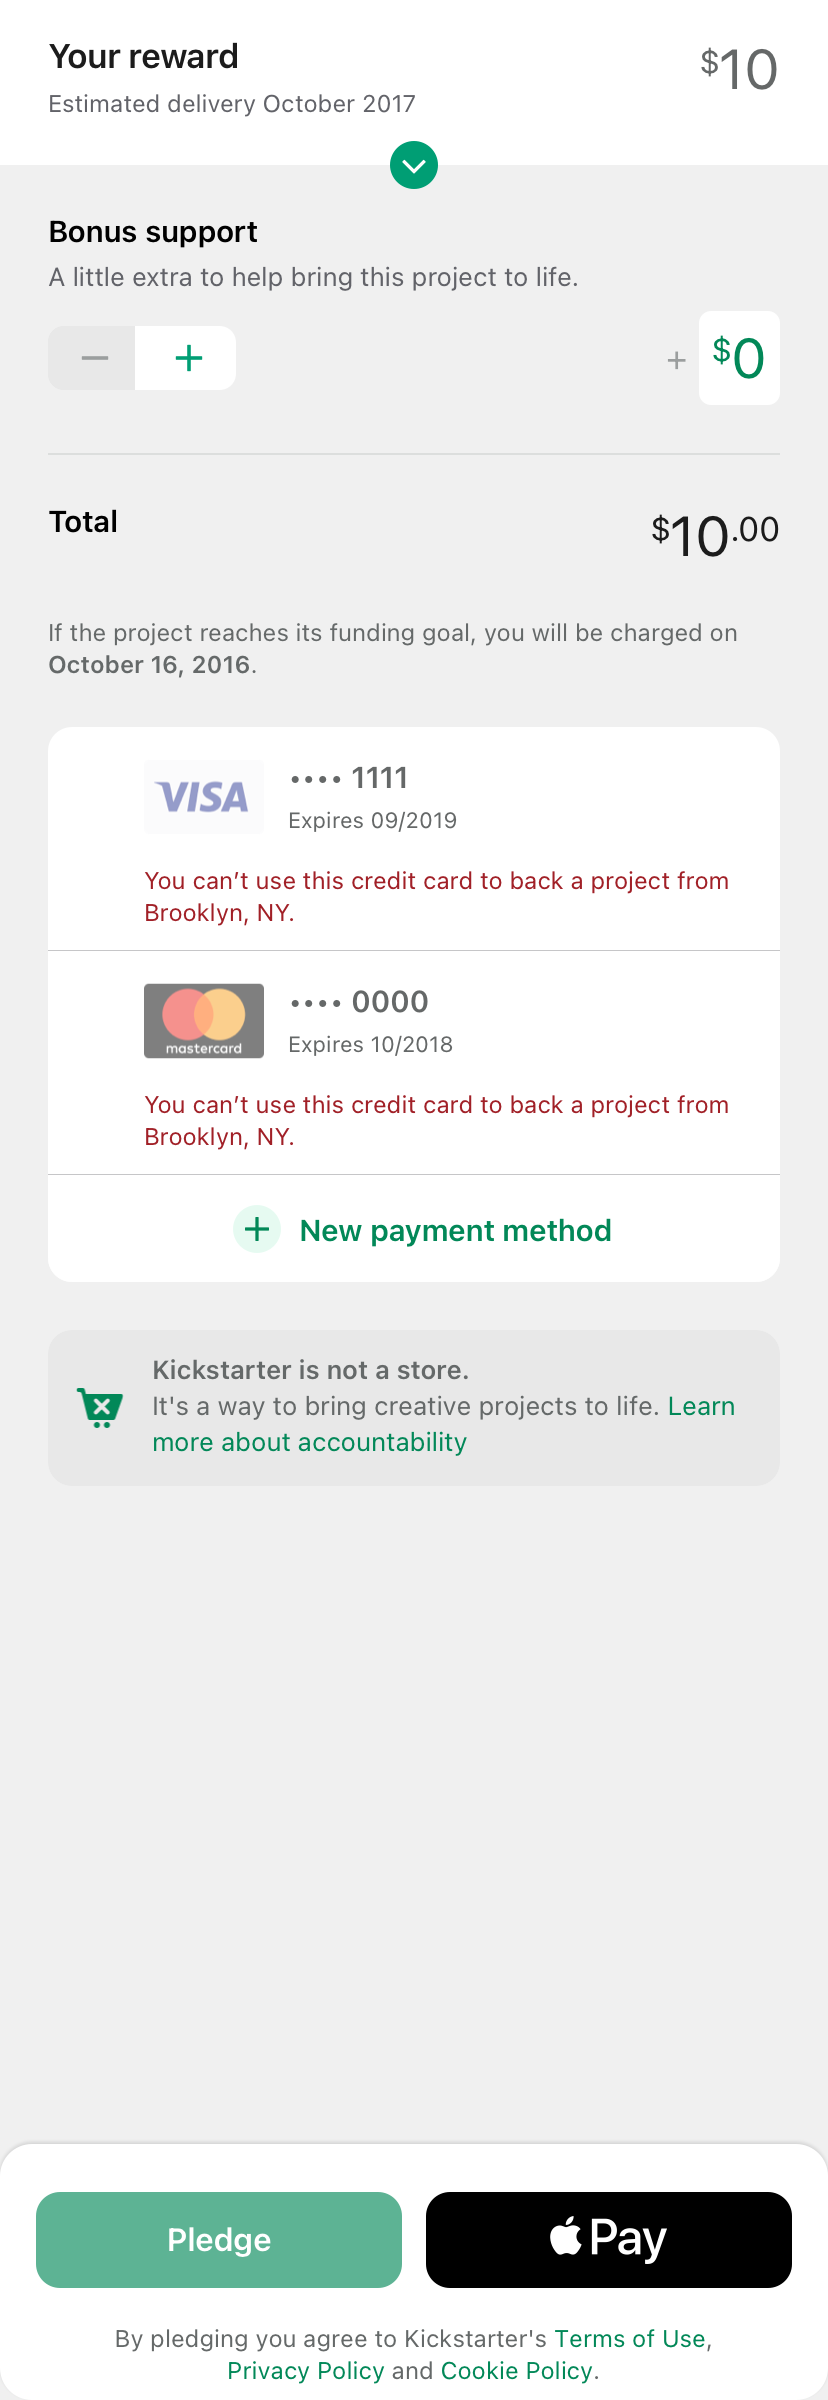 Your reward
$10
Estimated delivery October 2017
Bonus support
A little extra to help bring this project to life.
− +
+ $0
Total
$10.00
If the project reaches its funding goal, you will be charged on
October 16, 2016.
VISA
•••• 1111
Expires 09/2019
You can’t use this credit card to back a project from
Brooklyn, NY.
mastercard
•••• 0000
Expires 10/2018
You can’t use this credit card to back a project from
Brooklyn, NY.
+ New payment method
Kickstarter is not a store.
It's a way to bring creative projects to life. Learn
more about accountability
Pledge
Pay
By pledging you agree to Kickstarter's Terms of Use,
Privacy Policy and Cookie Policy.